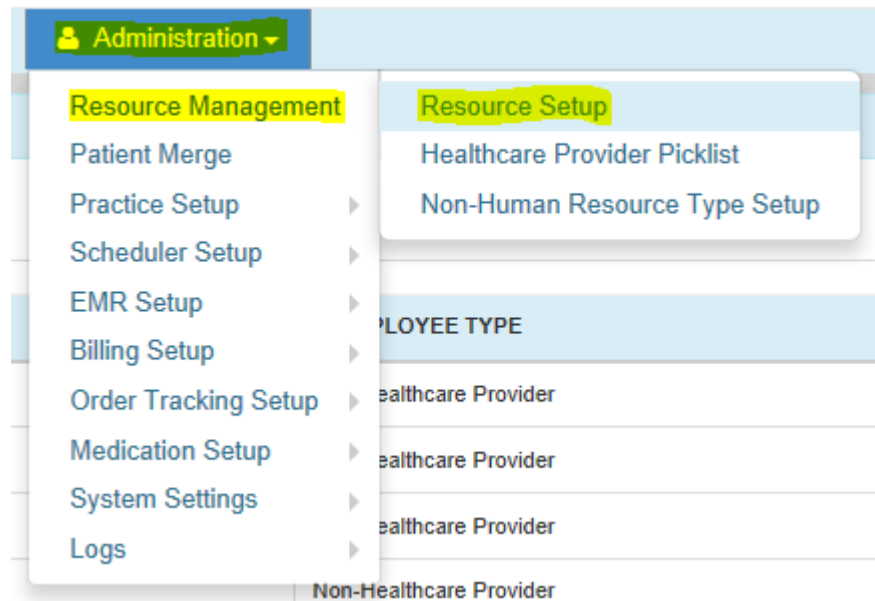 Administration
Resource Management
Patient Merge
Practice Setup
Scheduler Setup
EMR Setup
Billing Setup
Order Tracking Setup
Medication Setup
System Settings
Logs
Resource Setup
Healthcare Provider Picklist
Non-Human Resource Type Setup
PLOYEE TYPE
ealthcare Provider
ealthcare Provider
ealthcare Provider
Non-Healthcare Provider